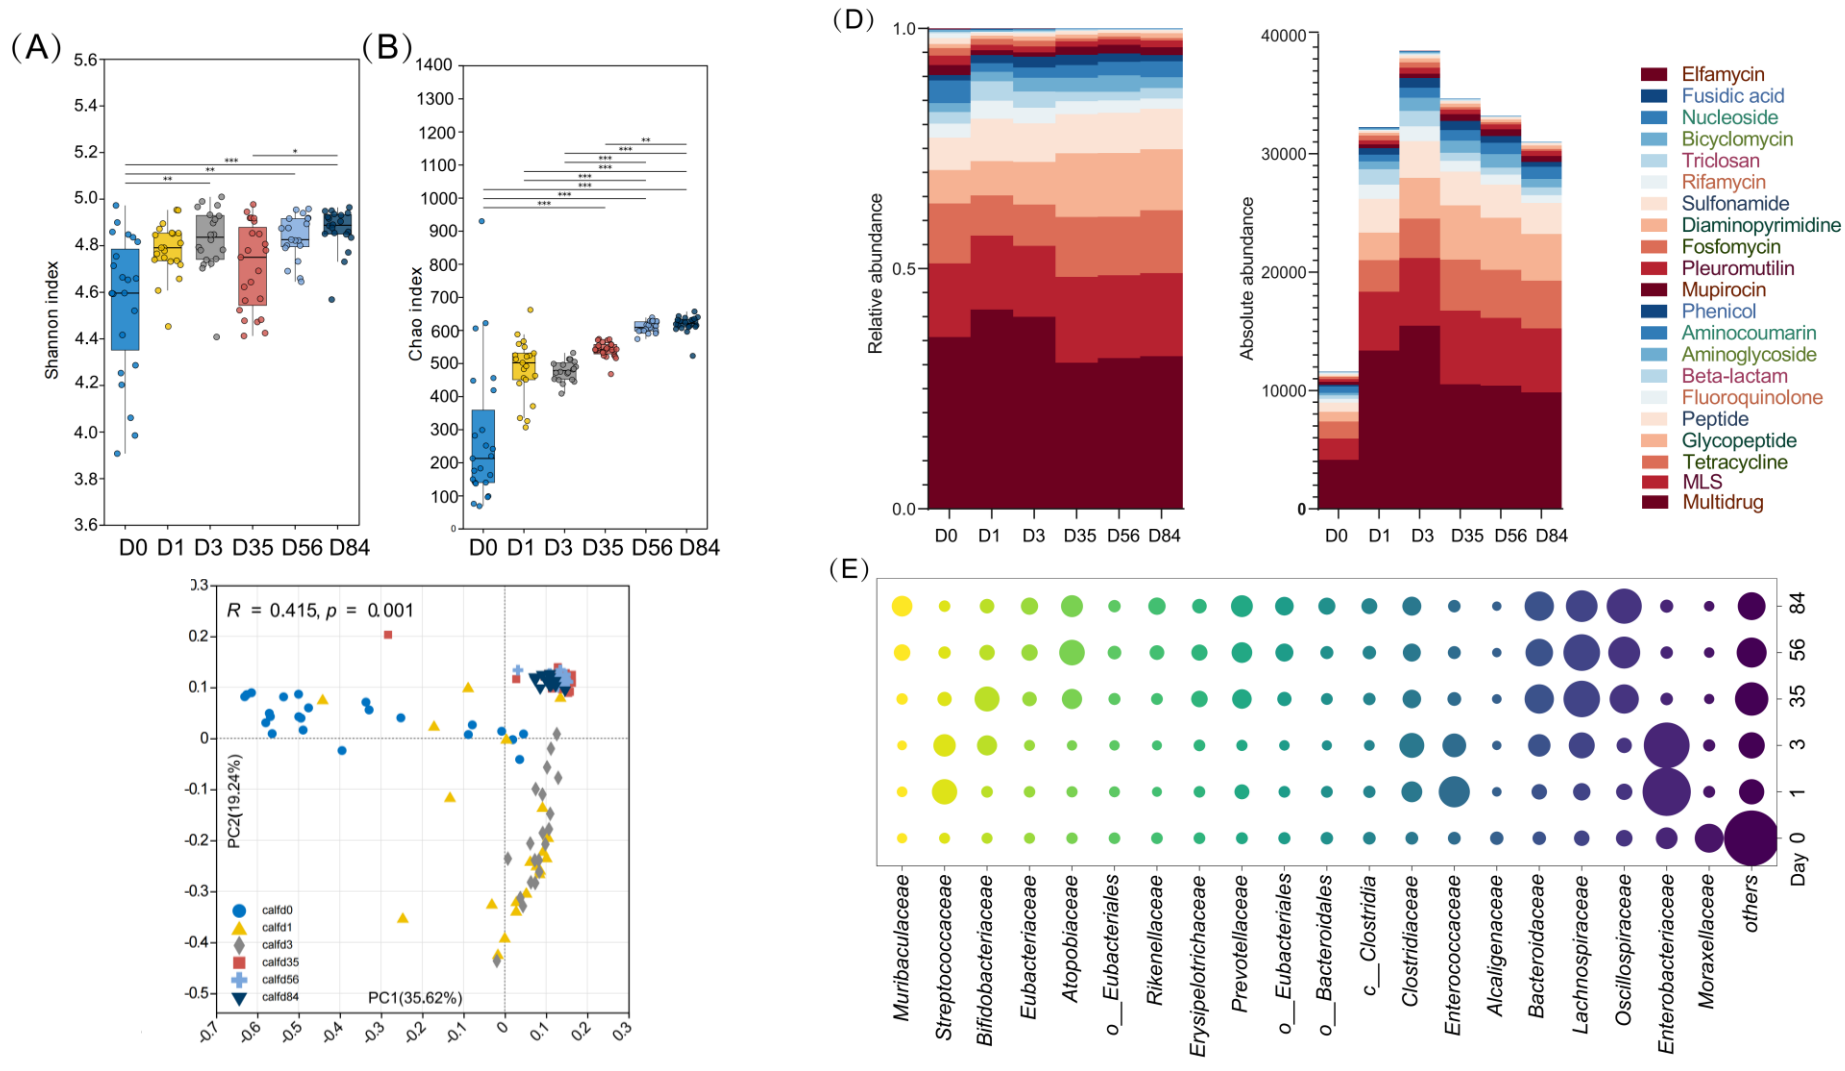 (A)
5.6
5.4
5.2
5.0
4.8
4.6
4.4
4.2
4.0
3.8
3.6
Shannon index
***
**
**
*
D0 D1 D3 D35 D56 D84
(B)
1400
1300
1200
1100
1000
900
800
700
600
500
400
300
200
100
0
Chao index
**
***
***
***
***
***
***
***
D0 D1 D3 D35 D56 D84
R = 0.415, p = 0.001
0.3
0.2
0.1
0
-0.1
-0.2
-0.3
-0.4
-0.5
PC2(19.24%)
calfd0
calfd1
calfd3
calfd35
calfd56
calfd84
PC1(35.62%)
-0.7 -0.6 -0.5 -0.4 -0.3 -0.2 -0.1 0 0.1 0.2 0.3
(D)
1.0
0.5
0.0
Relative abundance
D0 D1 D3 D35 D56 D84
40000
30000
20000
10000
0
Absolute abundance
D0 D1 D3 D35 D56 D84
Elfamycin
Fusidic acid
Nucleoside
Bicyclomycin
Triclosan
Rifamycin
Sulfonamide
Diaminopyrimidine
Fosfomycin
Pleuromutilin
Mupirocin
Phenicol
Aminocoumarin
Aminoglycoside
Beta-lactam
Fluoroquinolone
Peptide
Glycopeptide
Tetracycline
MLS
Multidrug
(E)
84
56
35
3
1
0
Day
Muribaculaceae
Streptococcaceae
Bifidobacteriaceae
Eubacteriaceae
Atopobiaceae
o__Eubacteriales
Rikenellaceae
Erysipelotrichaceae
Prevotellaceae
o__Eubacteriales
o__Bacteroidales
c__Clostridia
Clostridiaceae
Enterococcaceae
Alcaligenaceae
Bacteroidaceae
Lachnospiraceae
Oscillospiraceae
Enterobacteriaceae
Moraxellaceae
others